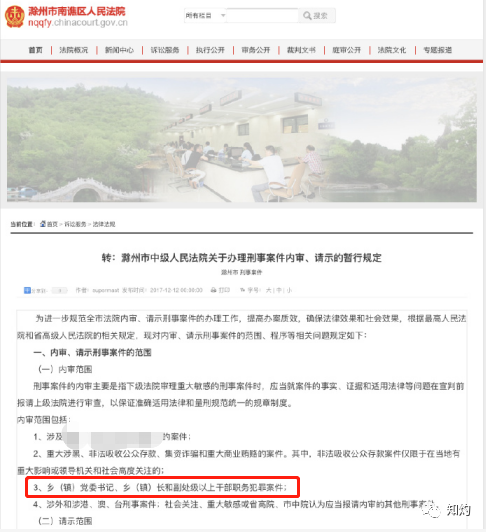 滁州市南谯区人民法院
nqqfy.chinacourt.gov.cn
所有栏目
搜索
首页 | 法院概况 | 新闻中心 | 诉讼服务 | 执行公开 | 审务公开 | 裁判文书 | 庭审公开 | 法院文化 | 专题报道
当前位置：首页 > 诉讼服务 > 法律法规
转：滁州市中级人民法院关于办理刑事案件内审、请示的暂行规定
滁州市 刑事案件
分享到： 0 作者：supermast 发布时间：2017-12-12 00:00:00 打印 字号：大 | 中 | 小
为进一步规范全市法院内审、请示刑事案件的办理工作，提高办案质效，确保法律效果和社会效果，根据最高人民法
院和省高级人民法院的相关规定，现对内审、请示刑事案件的范围、程序等相关问题规定如下：
一、内审、请示刑事案件的范围
（一）内审范围
刑事案件的内审主要是指下级法院审理重大敏感的刑事案件时，应当就案件的事实、证据和适用法律等问题在宣判前
报请上级法院进行审查，以保证准确适用法律和量刑规范统一的规章制度。
内审范围包括：
1、涉及
的案件；
2、重大涉黑、非法吸收公众存款、集资诈骗和重大商业贿赂的案件。其中，非法吸收公众存款案件仅限于在当地有
重大影响或领导机关和社会高度关注的；
3、乡（镇）党委书记、乡（镇）长和副处级以上干部职务犯罪案件；
4、涉外和涉港、澳、台刑事案件；社会关注、重大敏感或省高院、市中院认为应当报请内审的其他刑事案件。
（二）请示范围
知灼